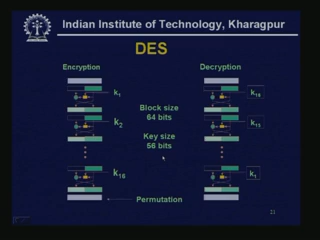 Indian Institute of Technology, Kharagpur
DES
Encryption
Decryption
k1
k16
Block size
64 bits
k2
k15
Key size
56 bits
k16
k1
Permutation
21